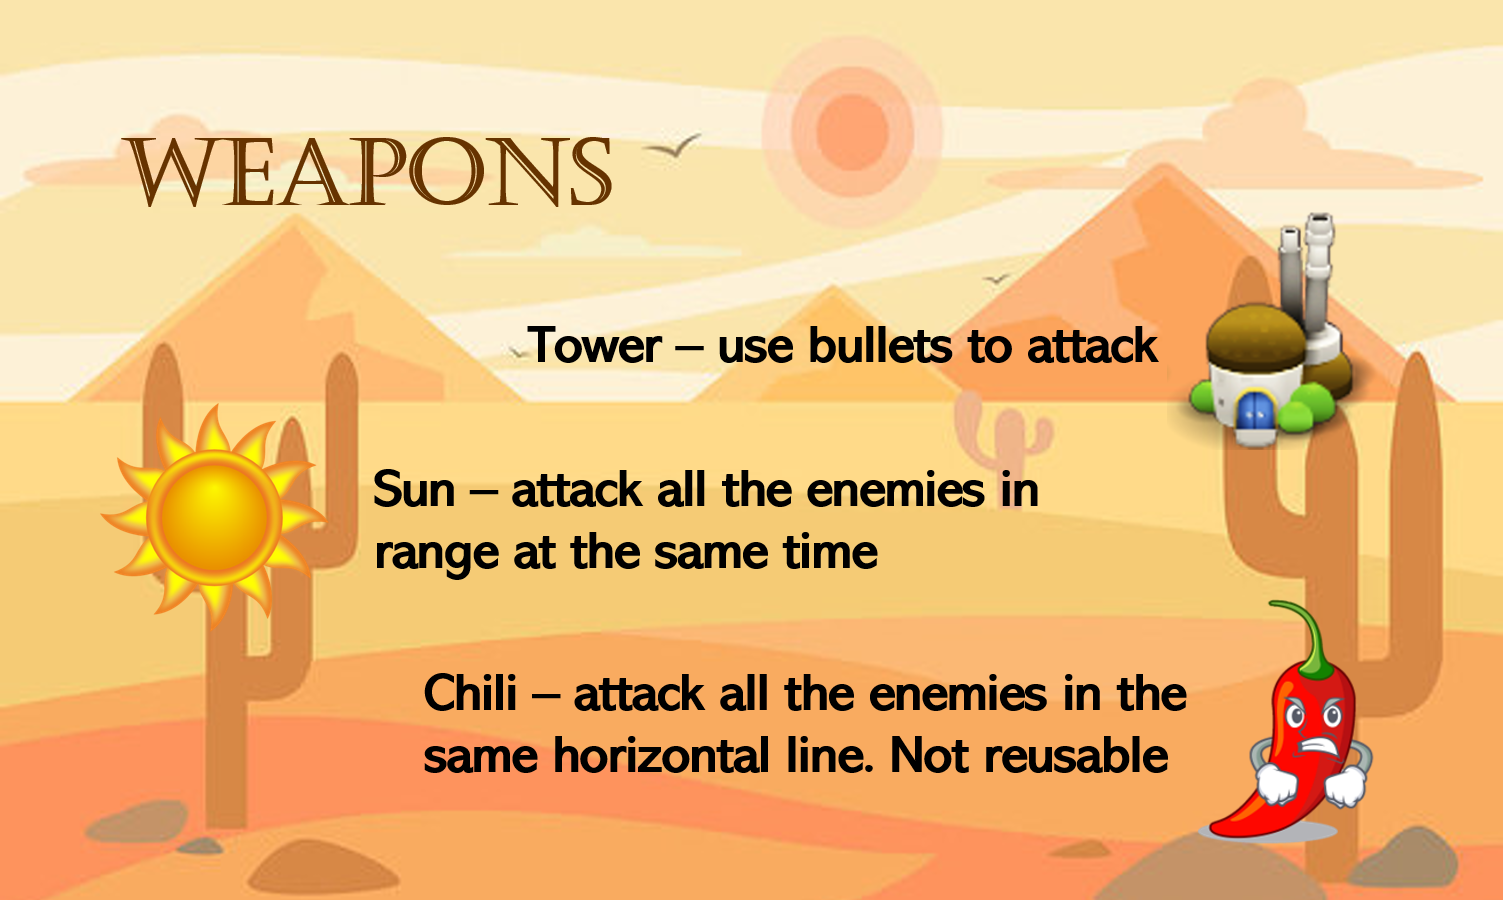 WEAPONS
Tower – use bullets to attack
Sun – attack all the enemies in
range at the same time
Chili – attack all the enemies in the
same horizontal line. Not reusable